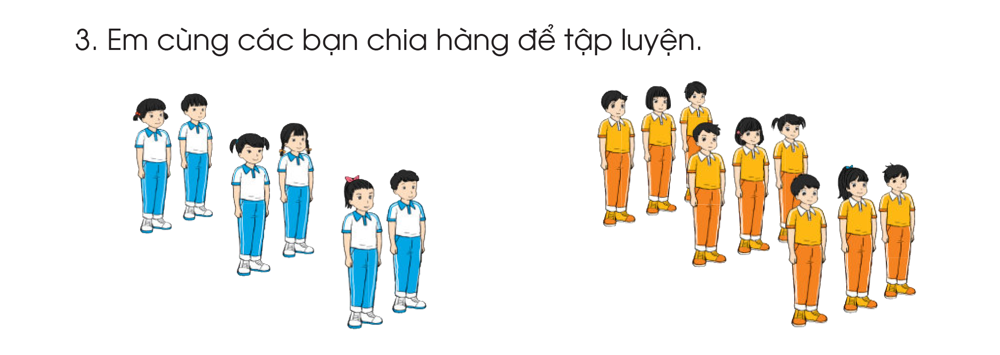 3. Em cùng các bạn chia hàng để tập luyện.